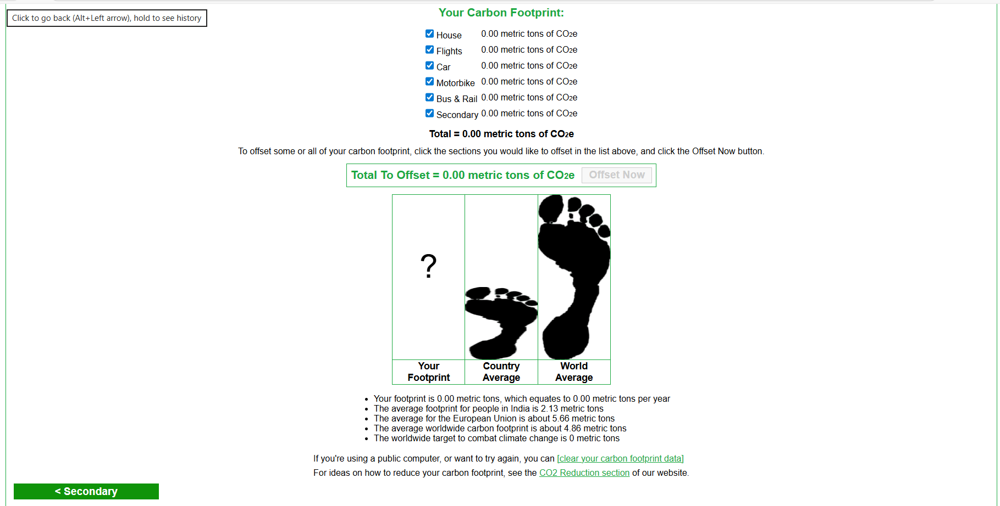 Click to go back (Alt+Left arrow), hold to see history
Your Carbon Footprint:
House 0.00 metric tons of CO2e
Flights 0.00 metric tons of CO2e
Car 0.00 metric tons of CO2e
Motorbike 0.00 metric tons of CO2e
Bus & Rail 0.00 metric tons of CO2e
Secondary 0.00 metric tons of CO2e
Total = 0.00 metric tons of CO2e
To offset some or all of your carbon footprint, click the sections you would like to offset in the list above, and click the Offset Now button.
Total To Offset = 0.00 metric tons of CO2e Offset Now
?
Your Footprint
Country Average
World Average
• Your footprint is 0.00 metric tons, which equates to 0.00 metric tons per year
• The average footprint for people in India is 2.13 metric tons
• The average for the European Union is about 5.66 metric tons
• The average worldwide carbon footprint is about 4.86 metric tons
• The worldwide target to combat climate change is 0 metric tons
If you're using a public computer, or want to try again, you can [clear your carbon footprint data]
For ideas on how to reduce your carbon footprint, see the CO2 Reduction section of our website.
< Secondary